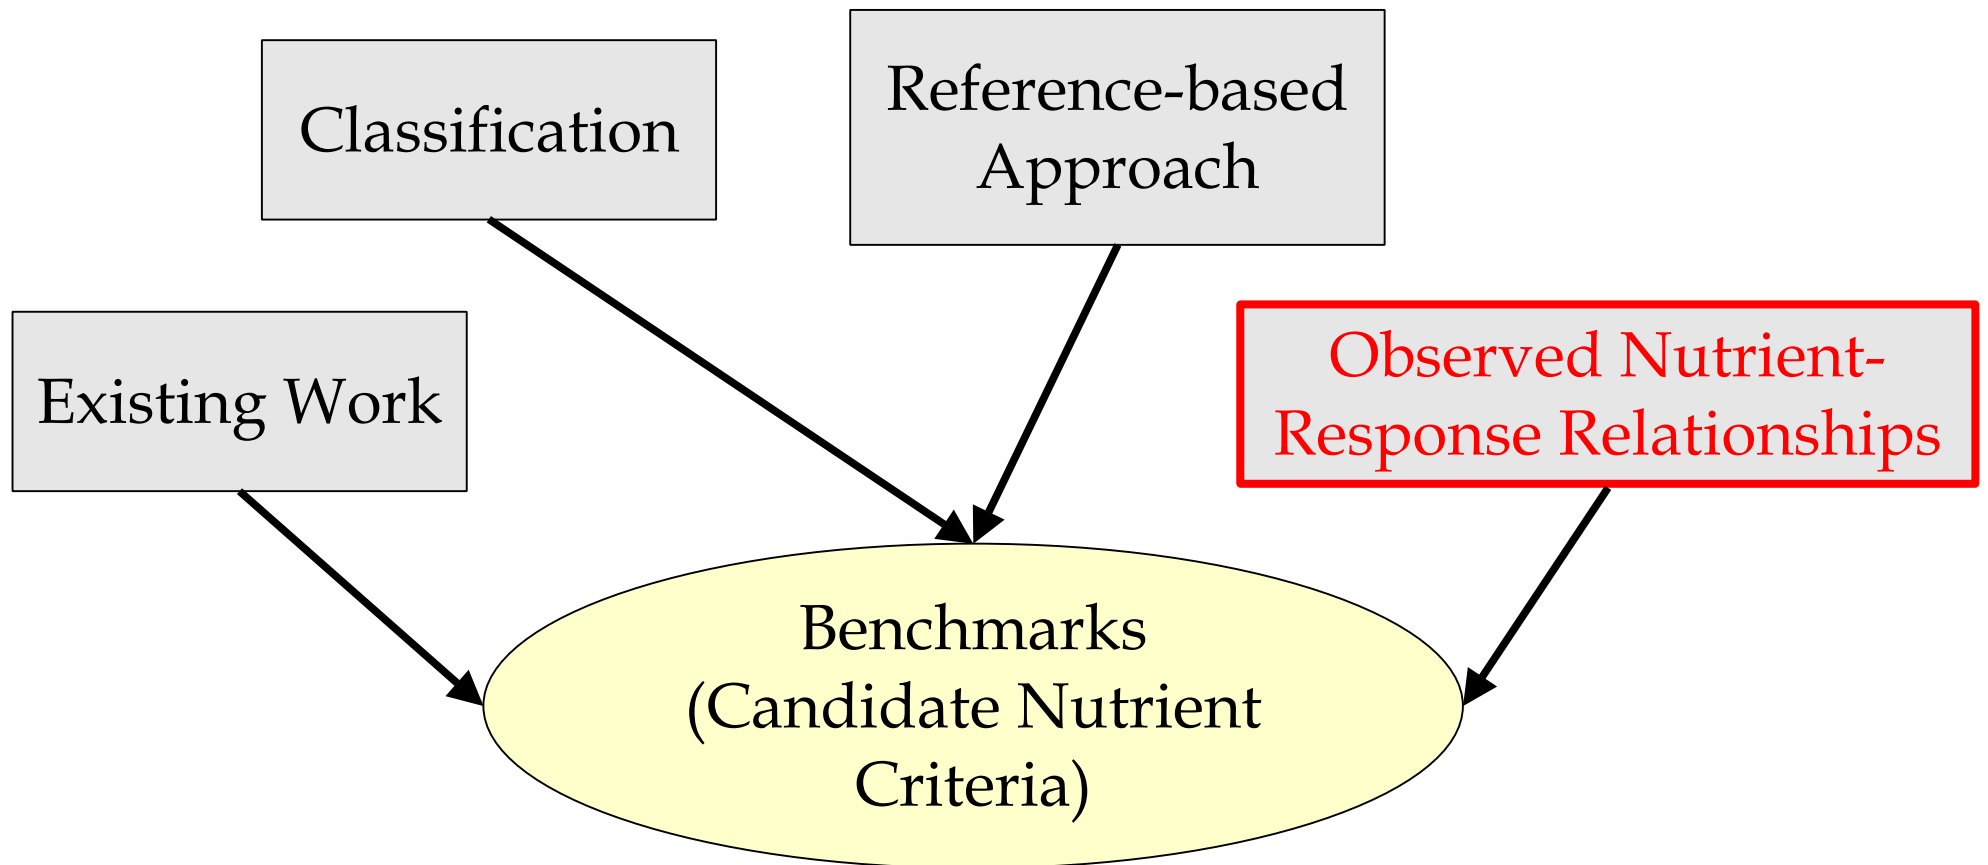 Classification
Reference-based
Approach
Existing Work
Observed Nutrient-
Response Relationships
Benchmarks
(Candidate Nutrient
Criteria)